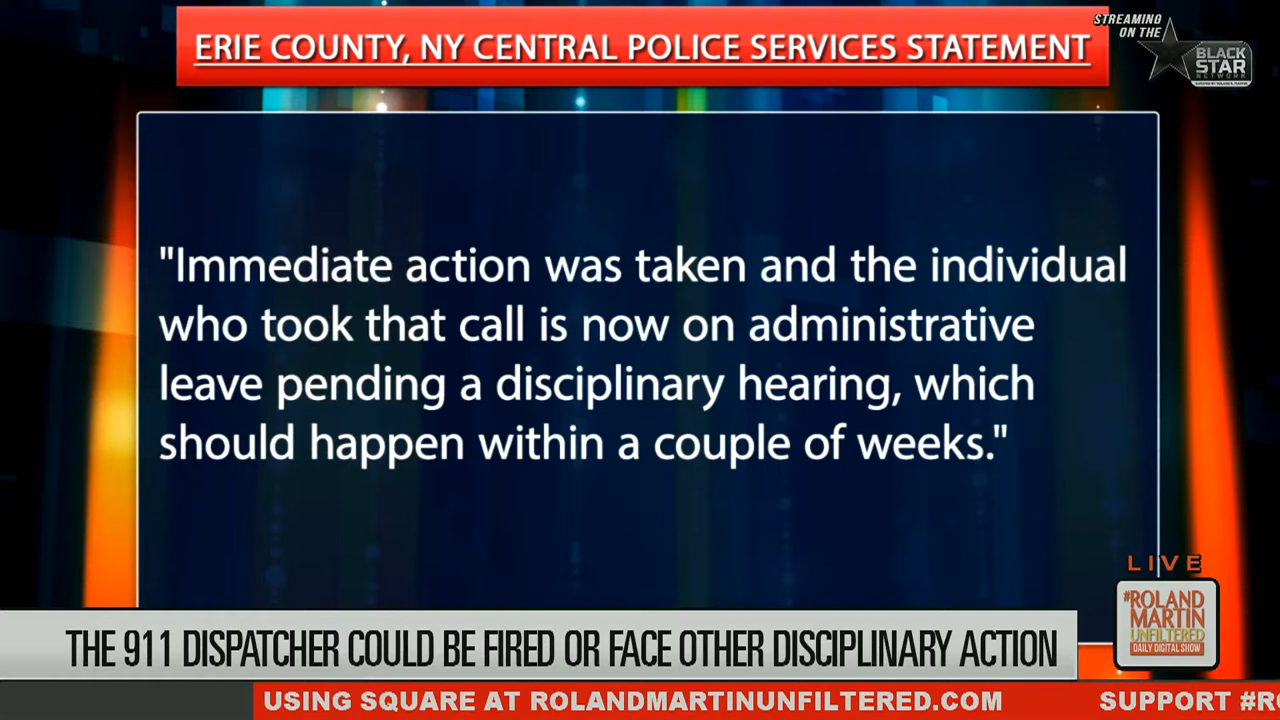 ERIE COUNTY, NY CENTRAL POLICE SERVICES STATEMENT
STREAMING
ON THE
BLACK
STAR
NETWORK
"Immediate action was taken and the individual
who took that call is now on administrative
leave pending a disciplinary hearing, which
should happen within a couple of weeks."
LIVE
#ROLAND
MARTIN
UNFILTERED
DAILY DIGITAL SHOW
THE 911 DISPATCHER COULD BE FIRED OR FACE OTHER DISCIPLINARY ACTION
USING SQUARE AT ROLANDMARTINUNFILTERED.COM SUPPORT #R